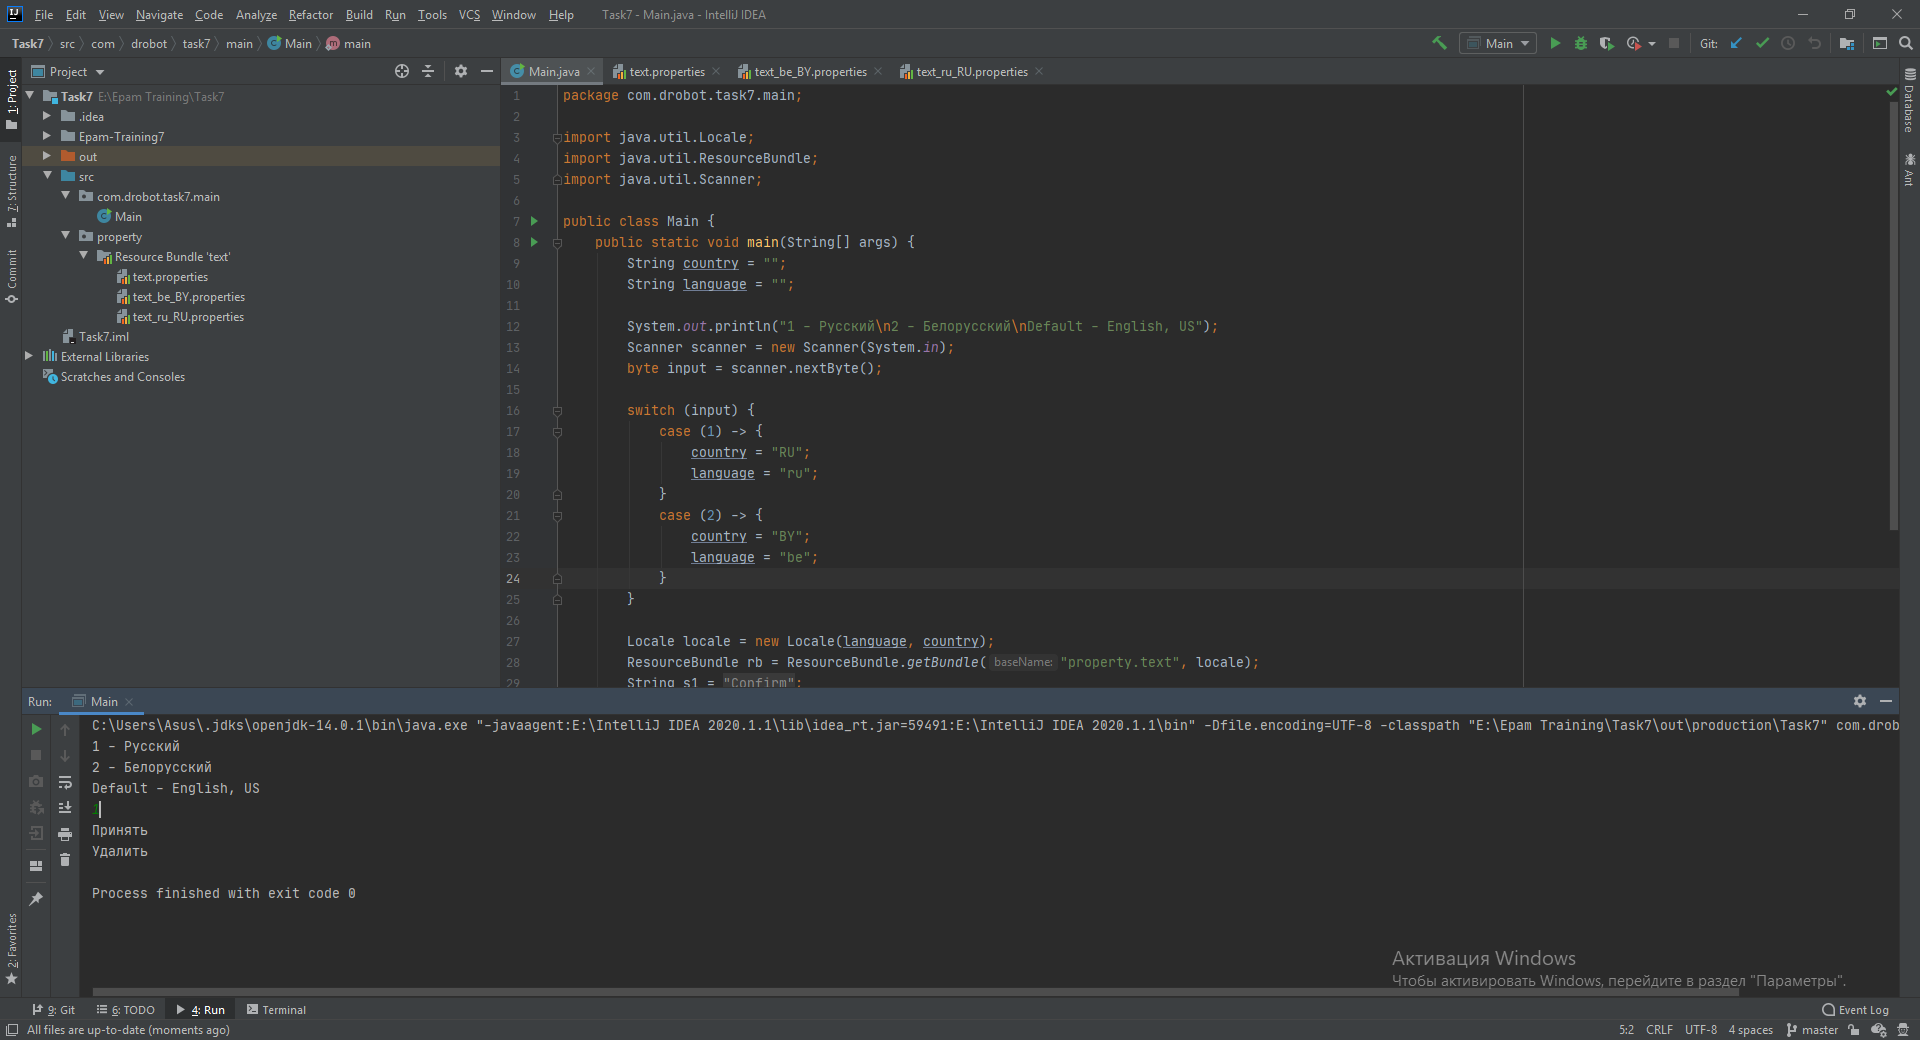 File Edit View Navigate Code Analyze Refactor Build Run Tools VCS Window Help Task7 - Main.java - IntelliJ IDEA
Task7 src com drobot task7 main Main main
Main Git:
Project
Main.java text.properties text_be_BY.properties text_ru_RU.properties
1: Project
7: Structure
Commit
2: Favorites
Database
Ant
Task7 E:\Epam Training\Task7
.idea
Epam-Training7
out
src
com.drobot.task7.main
Main
property
Resource Bundle 'text'
text.properties
text_be_BY.properties
text_ru_RU.properties
Task7.iml
External Libraries
Scratches and Consoles
1 package com.drobot.task7.main;
2
3 import java.util.Locale;
4 import java.util.ResourceBundle;
5 import java.util.Scanner;
6
7 public class Main {
8 public static void main(String[] args) {
9 String country = "";
10 String language = "";
11
12 System.out.println("1 - Русский\n2 - Белорусский\nDefault - English, US");
13 Scanner scanner = new Scanner(System.in);
14 byte input = scanner.nextByte();
15
16 switch (input) {
17 case (1) -> {
18 country = "RU";
19 language = "ru";
20 }
21 case (2) -> {
22 country = "BY";
23 language = "be";
24 }
25 }
26
27 Locale locale = new Locale(language, country);
28 ResourceBundle rb = ResourceBundle.getBundle( baseName: "property.text", locale);
29 String s1 = "Confirm";
Run: Main
C:\Users\Asus\.jdks\openjdk-14.0.1\bin\java.exe "-javaagent:E:\IntelliJ IDEA 2020.1.1\lib\idea_rt.jar=59491:E:\IntelliJ IDEA 2020.1.1\bin" -Dfile.encoding=UTF-8 -classpath "E:\Epam Training\Task7\out\production\Task7" com.drob
1 - Русский
2 - Белорусский
Default - English, US
1
Принять
Удалить
Process finished with exit code 0
Активация Windows
Чтобы активировать Windows, перейдите в раздел "Параметры".
9: Git 6: TODO 4: Run Terminal Event Log
All files are up-to-date (moments ago) 5:2 CRLF UTF-8 4 spaces master